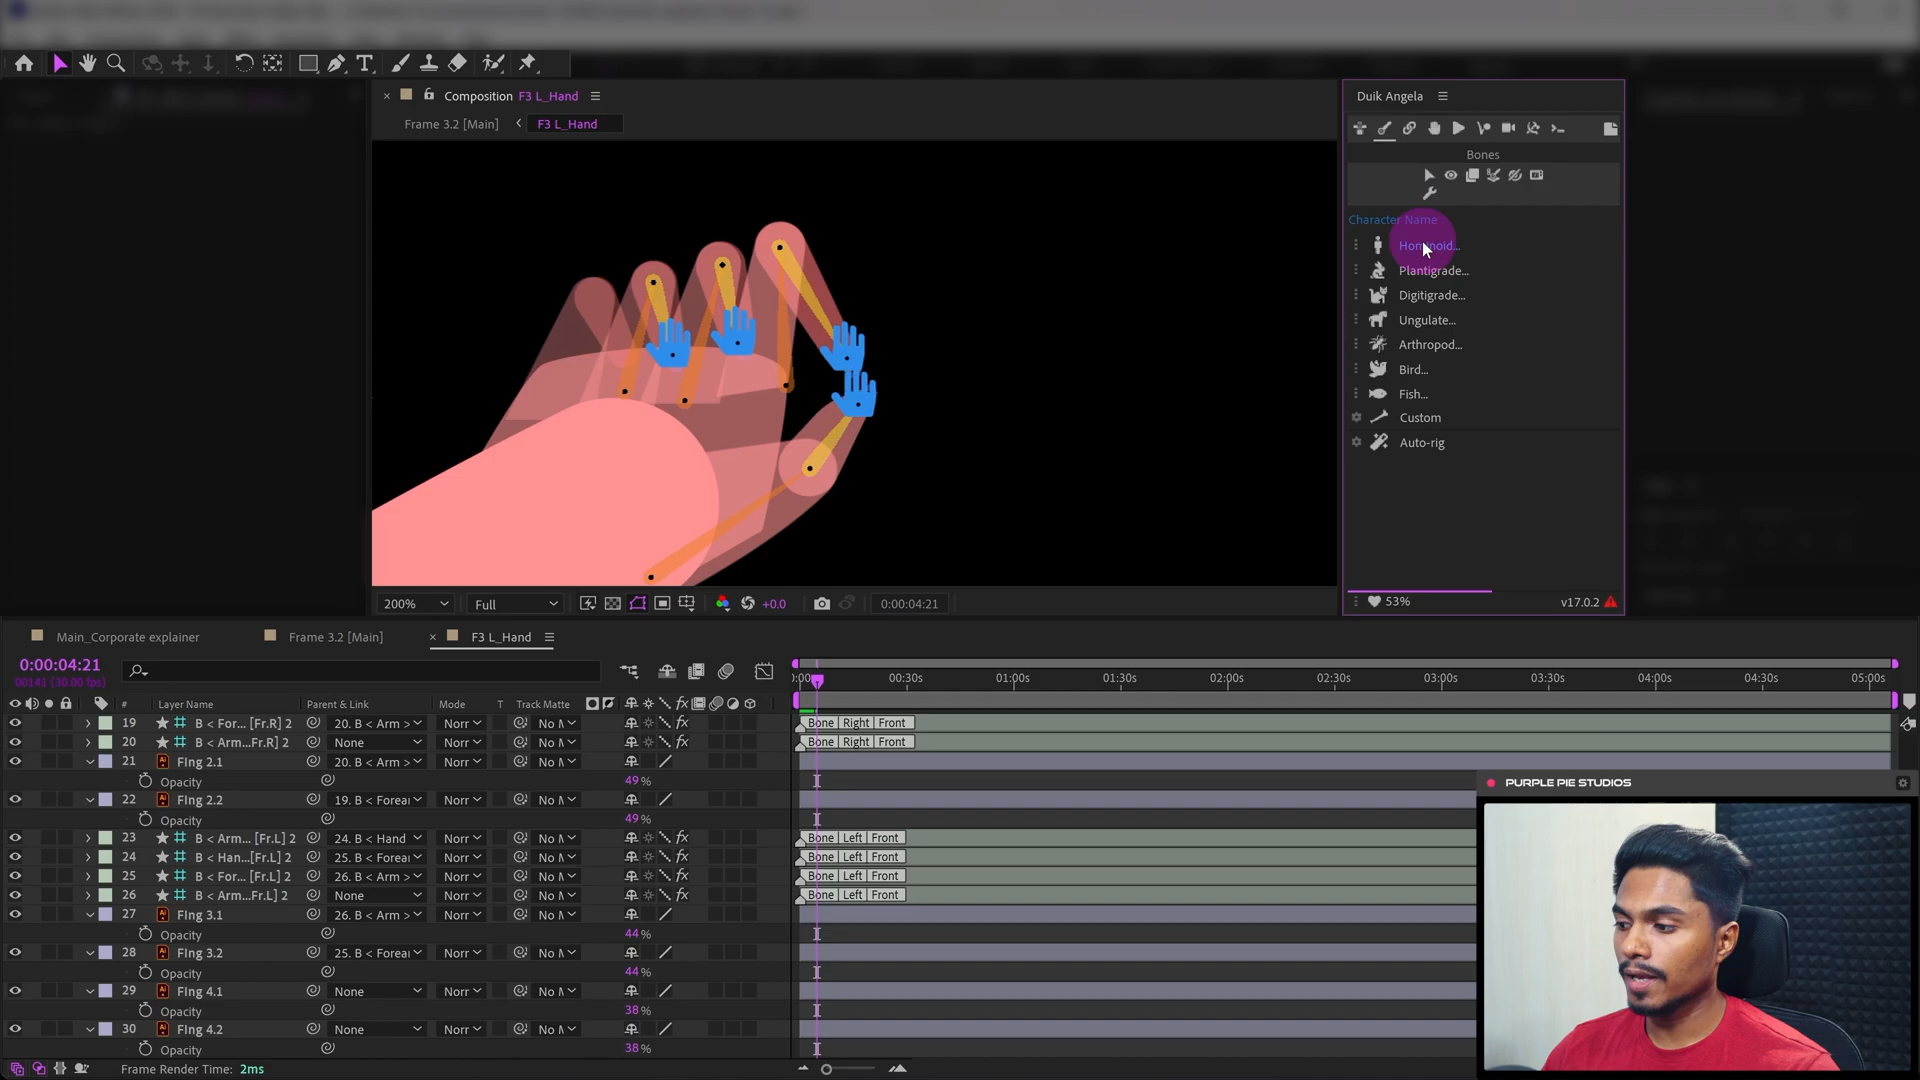 Composition F3 L_Hand
Frame 3.2 [Main]
F3 L_Hand
Duik Angela
Bones
Character Name
Hominoid...
Plantigrade...
Digitigrade...
Ungulate...
Arthropod...
Bird...
Fish...
Custom
Auto-rig
53%
v17.0.2
200%
Full
+0.0
0:00:04:21
Main_Corporate explainer
Frame 3.2 [Main]
F3 L_Hand
0:00:04:21
00141 (30.00 fps)
0:00 00:30s 01:00s 01:30s 02:00s 02:30s 03:00s 03:30s 04:00s 04:30s 05:00s
# Layer Name Parent & Link Mode T Track Matte
19 B < For... [Fr.R] 2 20. B < Arm > Norr No M Bone | Right | Front
20 B < Arm...Fr.R] 2 None Norr No M Bone | Right | Front
21 FIng 2.1 20. B < Arm > Norr No M
Opacity 49 %
22 FIng 2.2 19. B < Forear Norr No M
Opacity 49 %
23 B < Arm... [Fr.L] 2 24. B < Hand Norr No M Bone | Left | Front
24 B < Han...[Fr.L] 2 25. B < Forear Norr No M Bone | Left | Front
25 B < For... [Fr.L] 2 26. B < Arm > Norr No M Bone | Left | Front
26 B < Arm...Fr.L] 2 None Norr No M Bone | Left | Front
27 FIng 3.1 26. B < Arm > Norr No M
Opacity 44 %
28 FIng 3.2 25. B < Forear Norr No M
Opacity 44 %
29 FIng 4.1 None Norr No M
Opacity 38 %
30 FIng 4.2 None Norr No M
Opacity 38 %
Frame Render Time: 2ms
PURPLE PIE STUDIOS